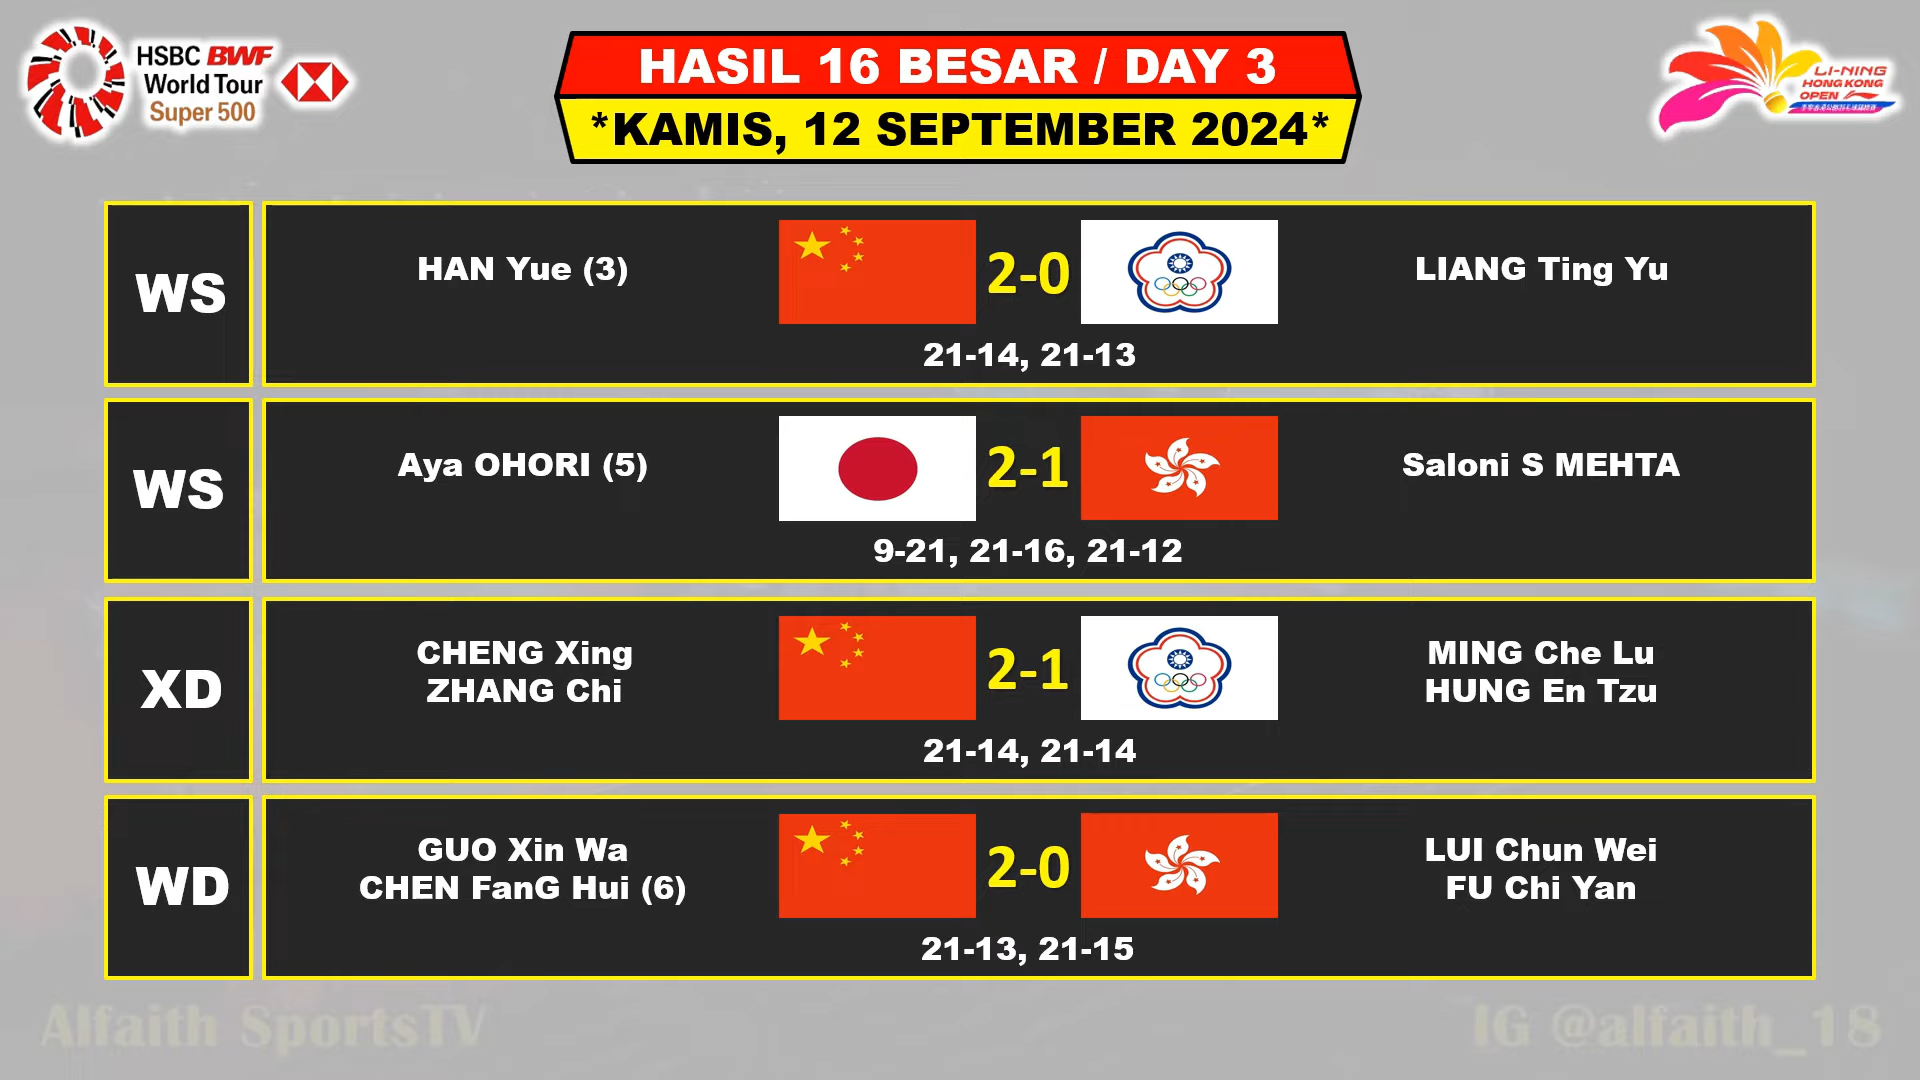 HSBC BWF
World Tour
Super 500
HASIL 16 BESAR / DAY 3
*KAMIS, 12 SEPTEMBER 2024*
LI-NING
HONG KONG
OPEN
WS
HAN Yue (3)
2-0
LIANG Ting Yu
21-14, 21-13
WS
Aya OHORI (5)
2-1
Saloni S MEHTA
9-21, 21-16, 21-12
XD
CHENG Xing
ZHANG Chi
2-1
MING Che Lu
HUNG En Tzu
21-14, 21-14
WD
GUO Xin Wa
CHEN FanG Hui (6)
2-0
LUI Chun Wei
FU Chi Yan
21-13, 21-15
Alfaith SportsTV
IG @alfaith_18